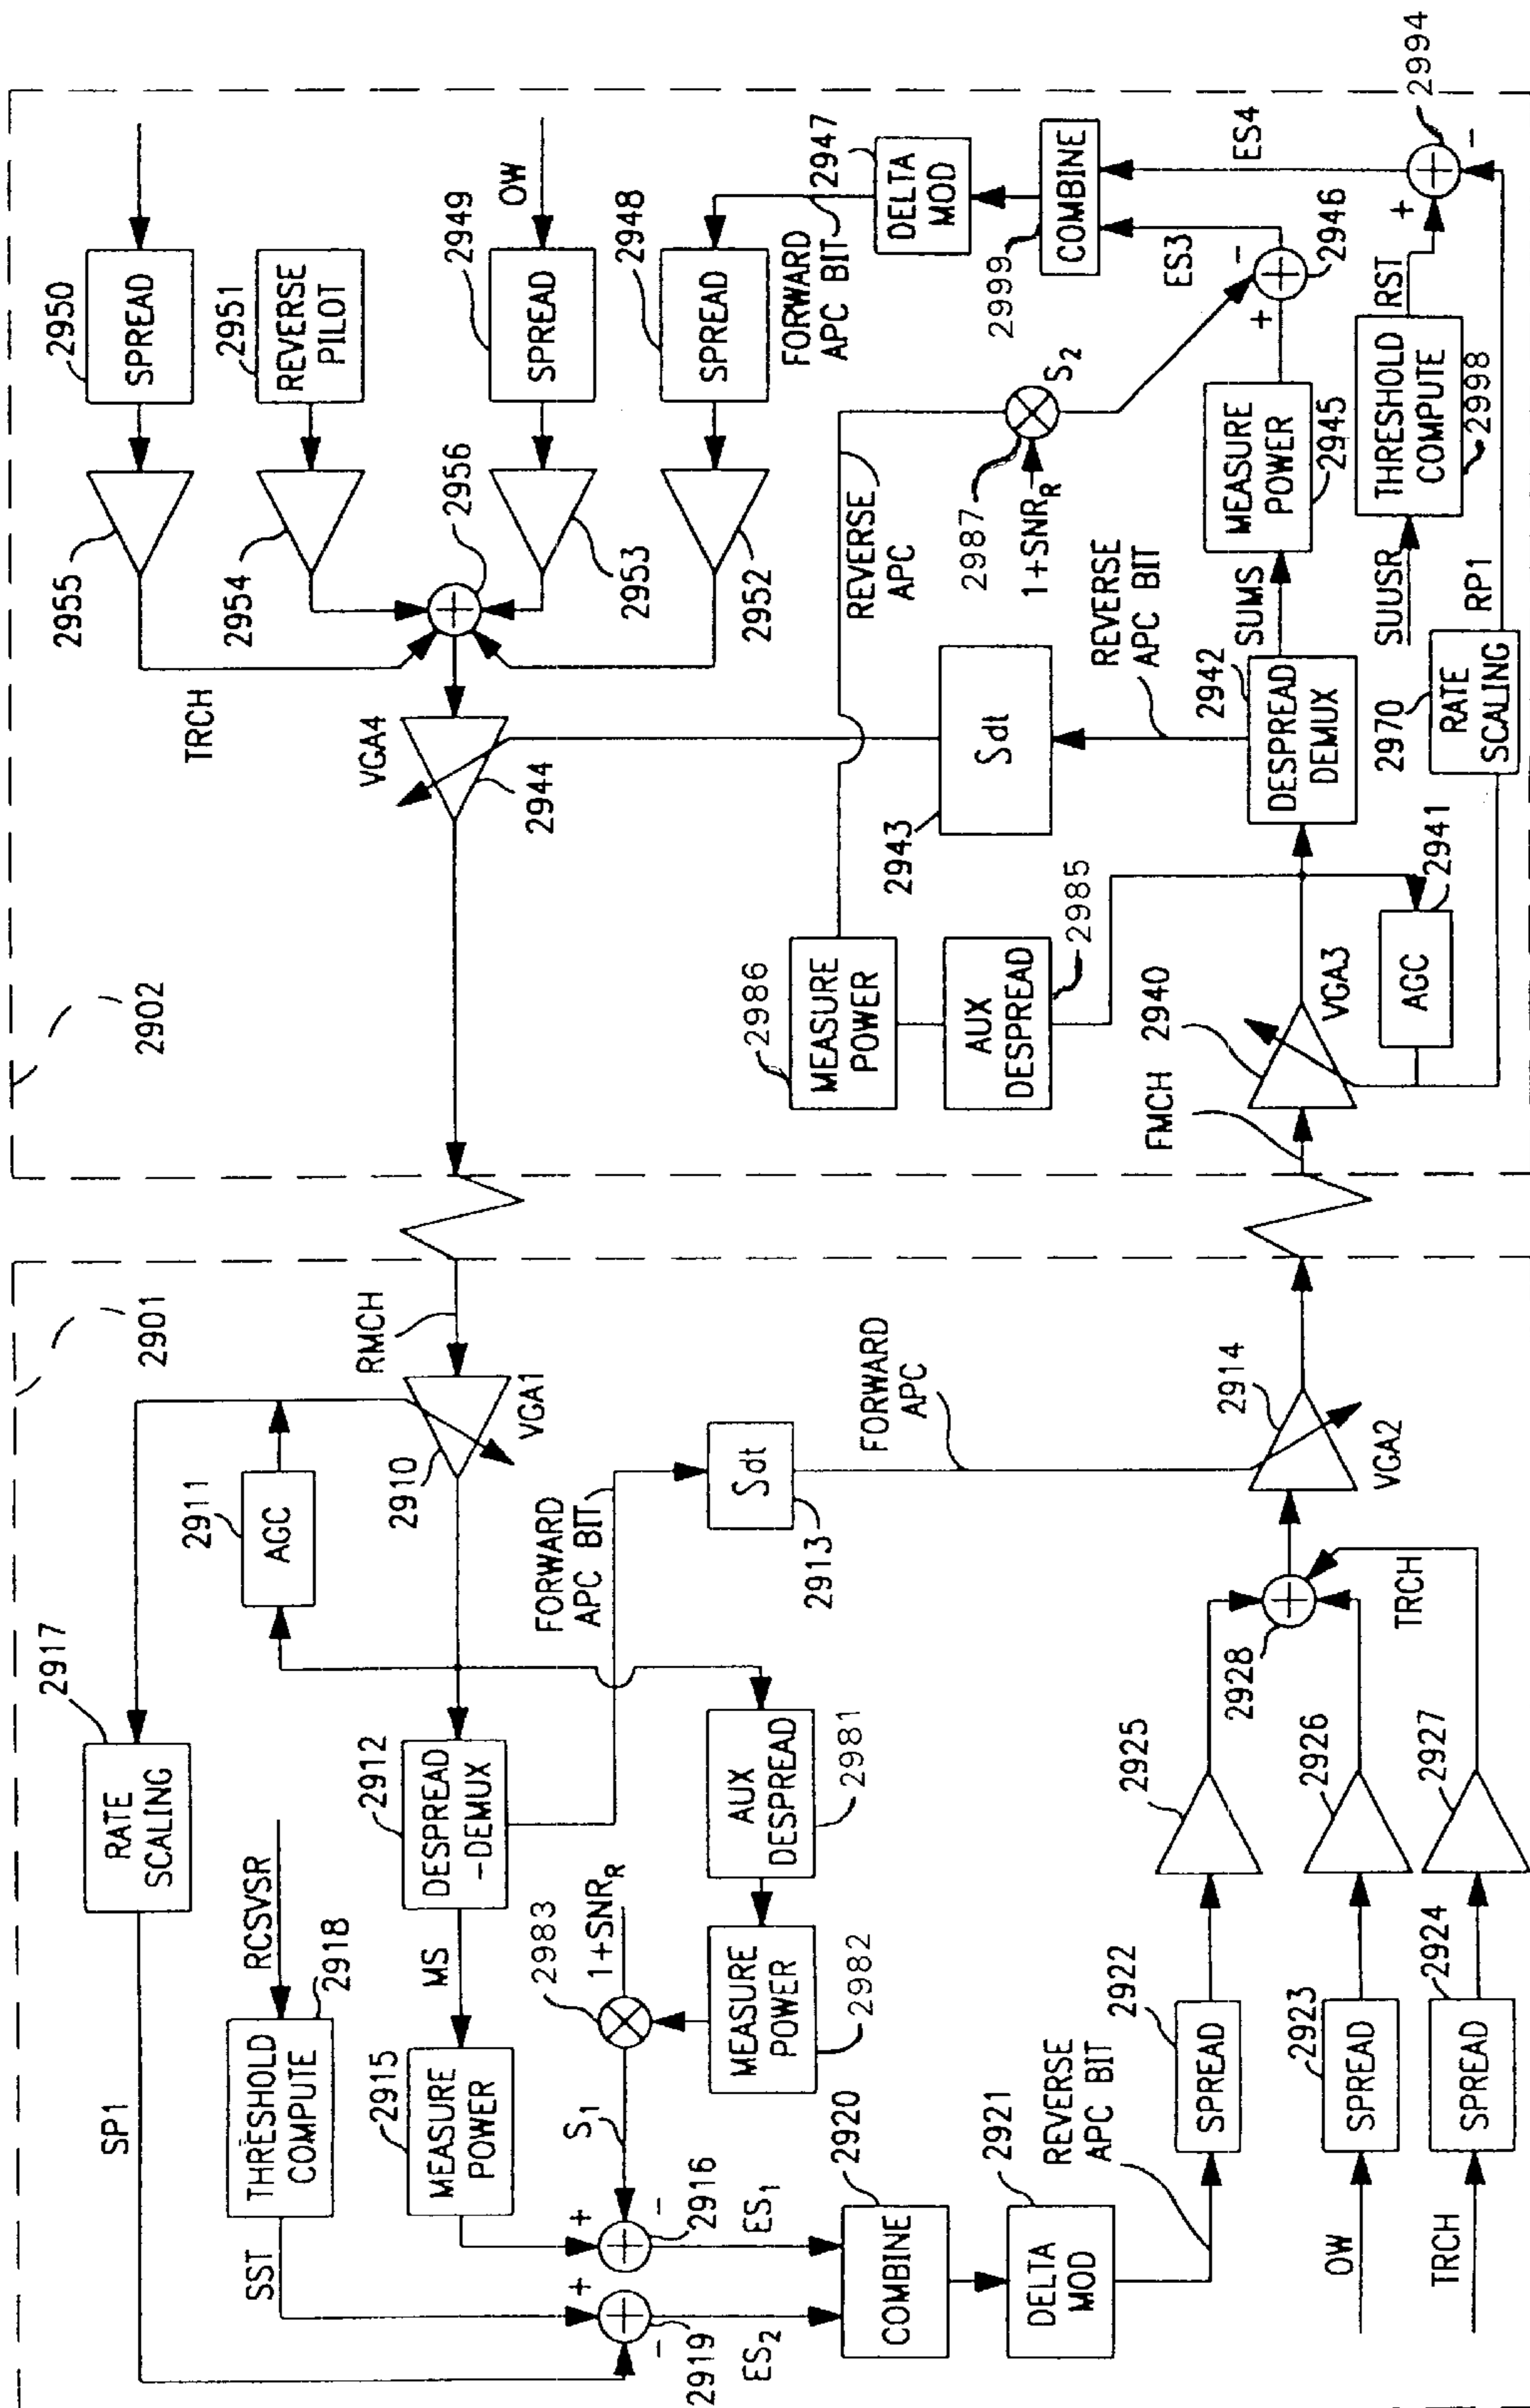 2901
2917
RATE
SCALING
2911
AGC
RMCH
2910
VGA1
SP1
RCSVSR
THRESHOLD
COMPUTE
2918
SST
2912
DESPREAD
-DEMUX
MS
2915
MEASURE
POWER
FORWARD
APC BIT
Sdt
2913
FORWARD
APC
2983
1+SNRR
AUX
DESPREAD
2981
MEASURE
POWER
2982
S1
+
-
2916
ES1
+
-
2919
ES2
2920
COMBINE
2921
DELTA
MOD
REVERSE
APC BIT
2922
SPREAD
2925
OW
2923
SPREAD
2926
TRCH
2924
SPREAD
2927
TRCH
2928
2914
VGA2
2902
TRCH
2955
2950
SPREAD
2954
2951
REVERSE
PILOT
2956
2953
2949
SPREAD
OW
2952
2948
SPREAD
VGA4
2944
FORWARD
APC BIT
2947
DELTA
MOD
2999
COMBINE
ES3
ES4
REVERSE
APC
2987
1+SNRR
S2
-
+
2946
2986
MEASURE
POWER
AUX
DESPREAD
2985
2943
Sdt
REVERSE
APC BIT
2942
DESPREAD
DEMUX
SUMS
MEASURE
POWER
2945
FMCH
2940
VGA3
AGC
2941
2970
RATE
SCALING
RP1
SUUSR
THRESHOLD
COMPUTE
2998
RST
+
-
2994